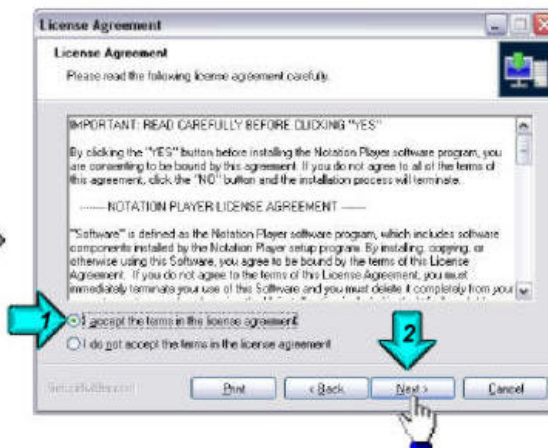 License Agreement
License Agreement
Please read the following license agreement carefully.
IMPORTANT: READ CAREFULLY BEFORE CLICKING "YES"
By clicking the "YES" button before installing the Notation Player software program, you
are consenting to be bound by this agreement. If you do not agree to all of the terms of
this agreement, click the "NO" button and the installation process will terminate.
------ NOTATION PLAYER LICENSE AGREEMENT ------
"Software" is defined as the Notation Player software program, which includes software
components installed by the Notation Player setup program. By installing, copying, or
otherwise using this Software, you agree to be bound by the terms of this License
Agreement. If you do not agree to the terms of this License Agreement, you must
immediately terminate your use of this Software and you must delete it completely from your
1
I accept the terms in the license agreement
2
I do not accept the terms in the license agreement
Print
< Back
Next >
Cancel